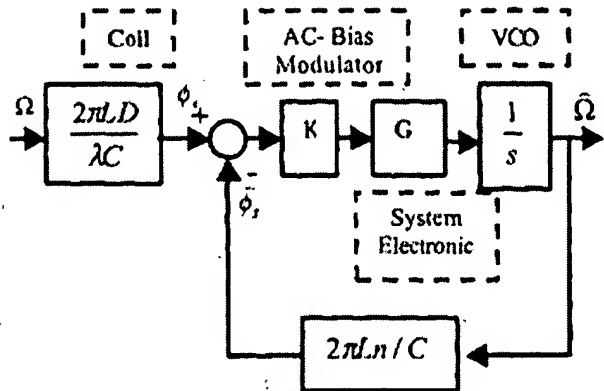 Coil
AC- Bias
Modulator
VCO
Ω
2πLD
λC
ϕs
+
K
G
1
s
Ω̂
-
ϕ̃s
System
Electronic
2πLn / C